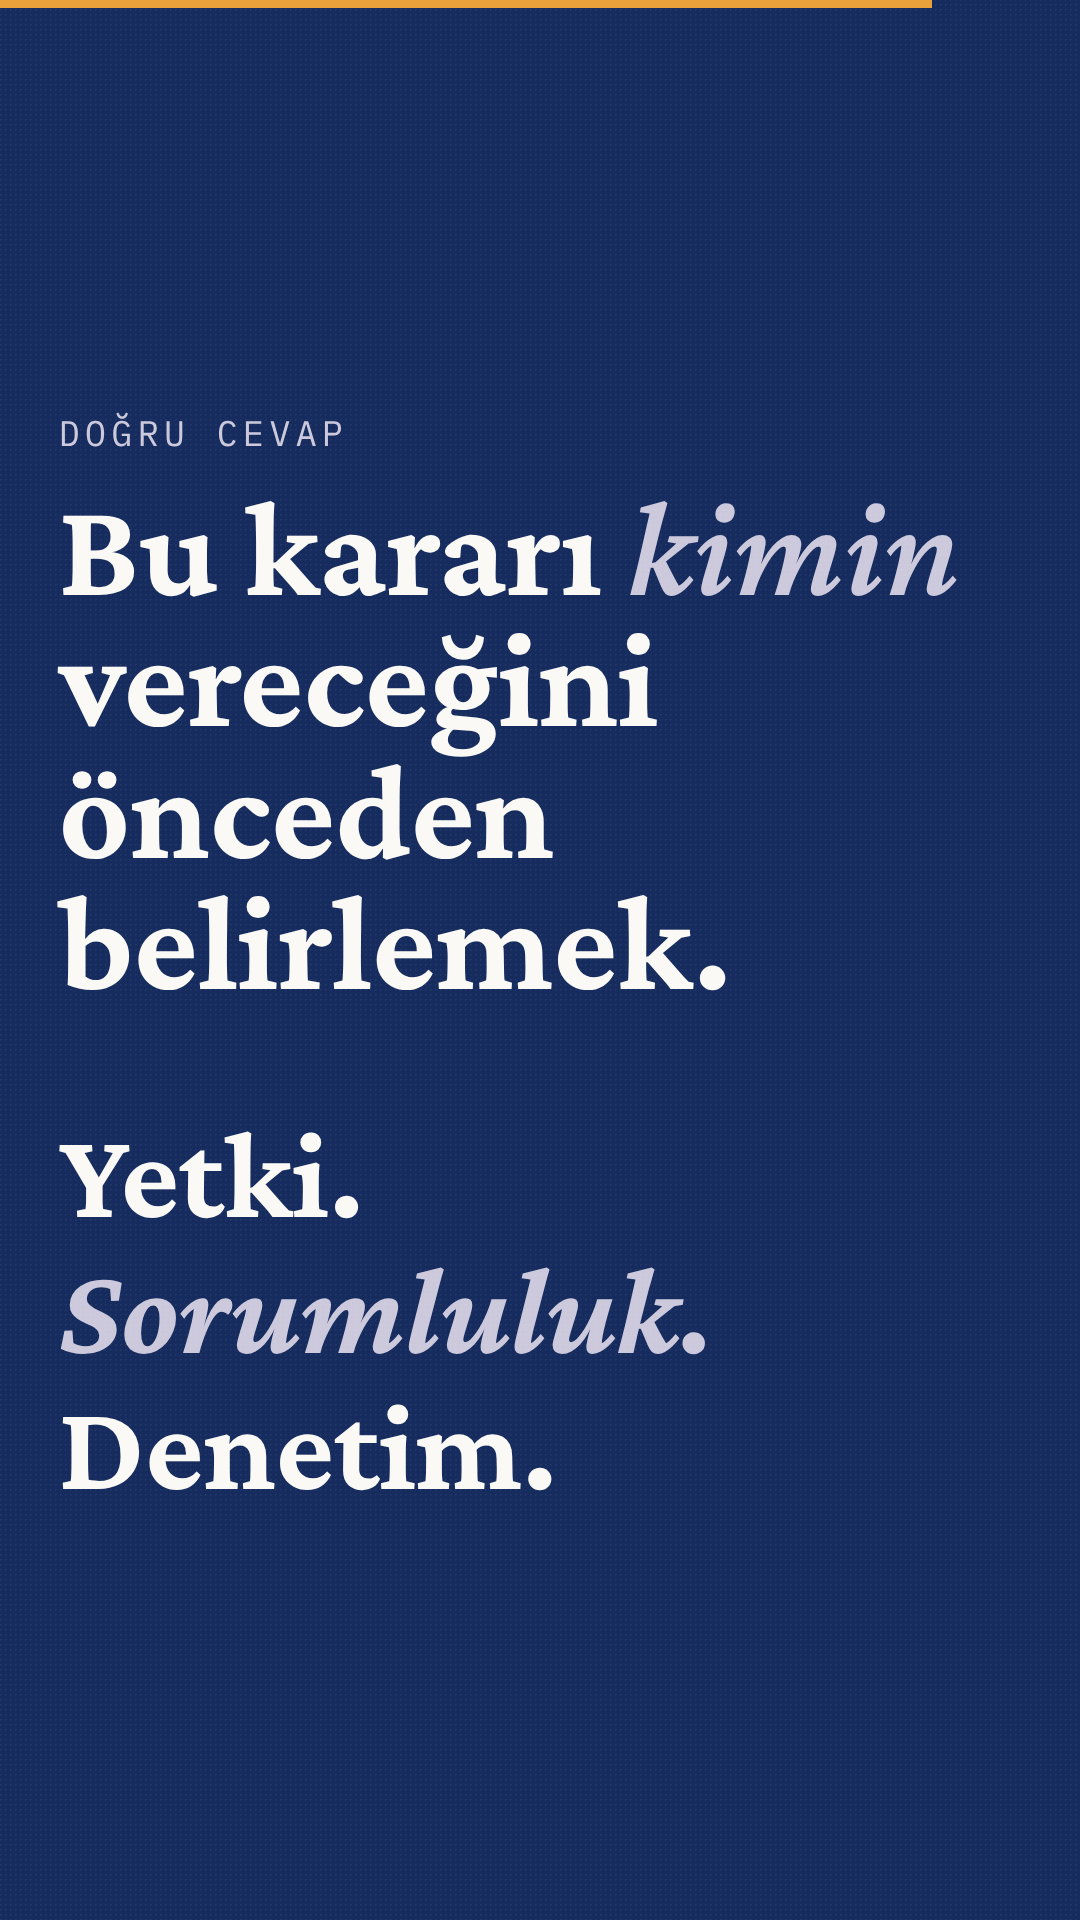 DOĞRU CEVAP
Bu kararı kimin
vereceğini
önceden
belirlemek.
Yetki.
Sorumluluk.
Denetim.